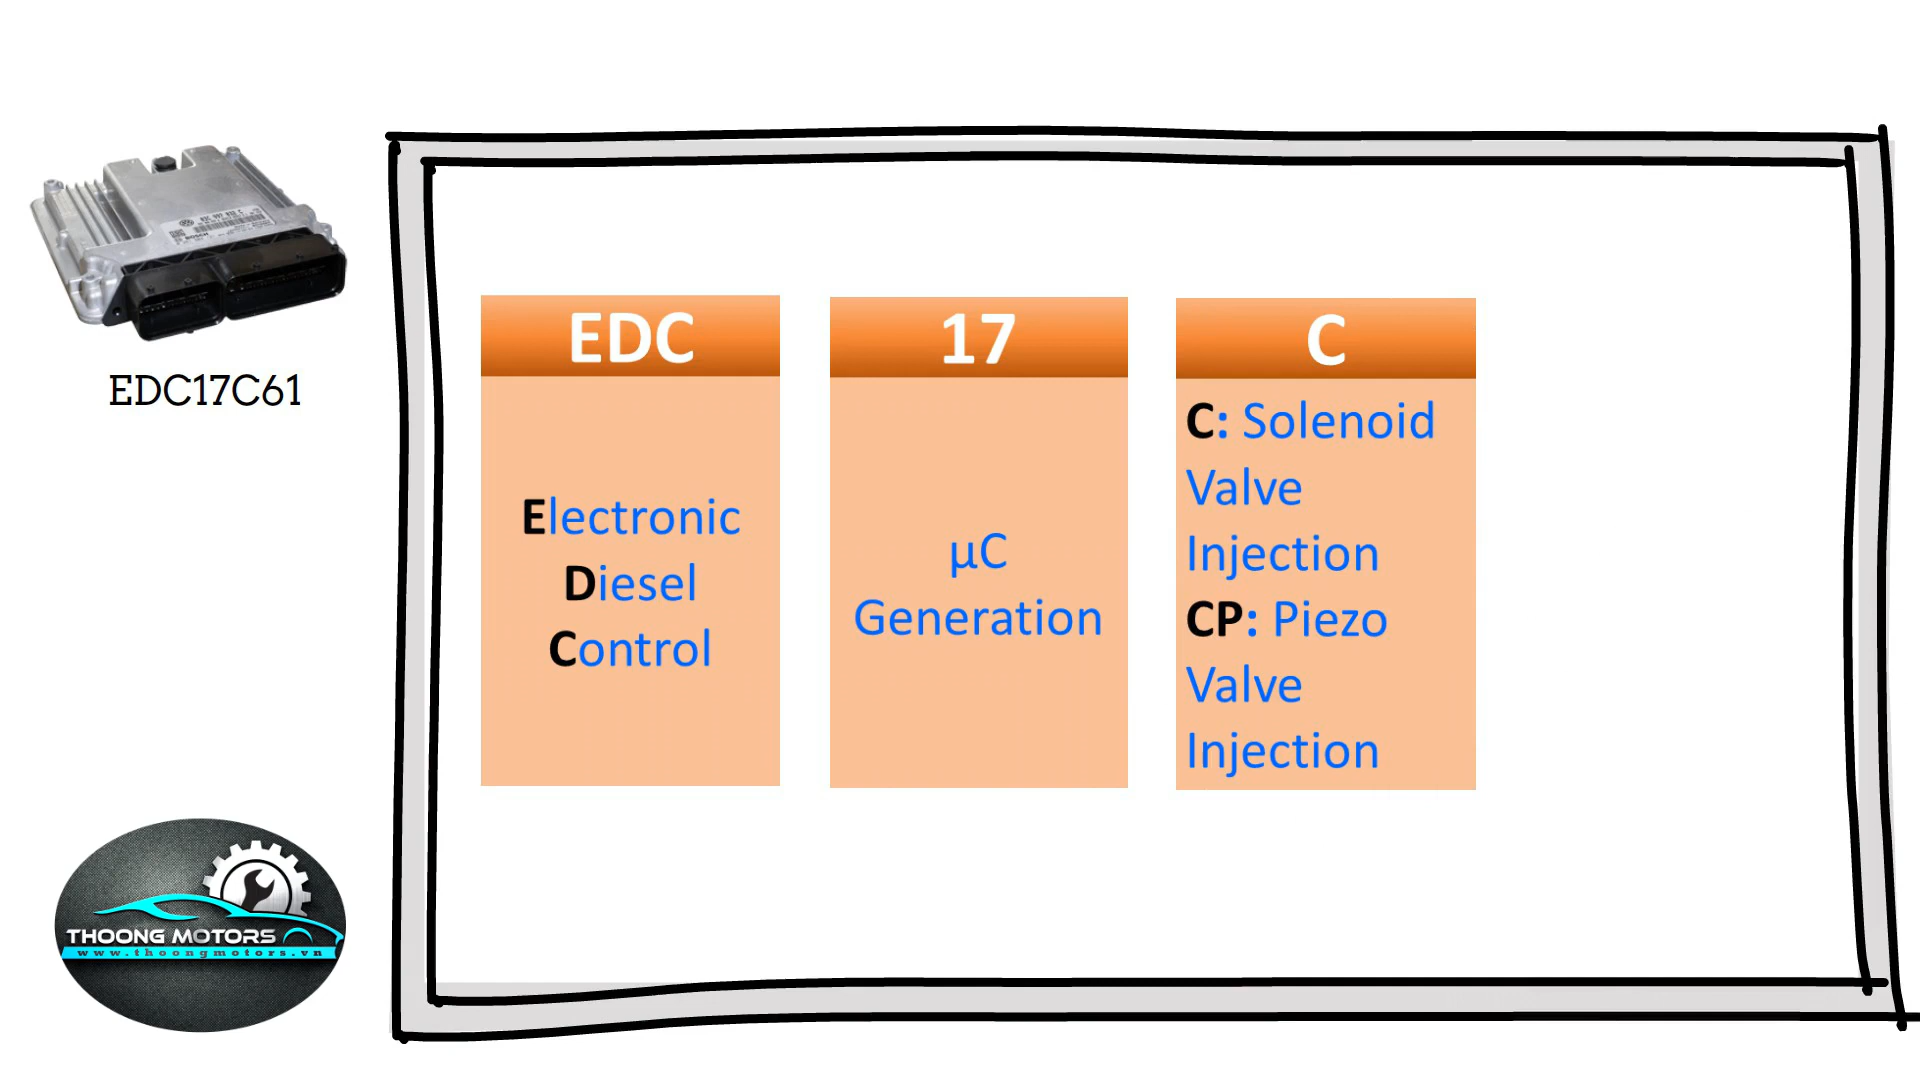 EDC17C61
EDC
Electronic
Diesel
Control
17
µC
Generation
C
C: Solenoid
Valve
Injection
CP: Piezo
Valve
Injection
THOONG MOTORS
www.thoongmotors.vn